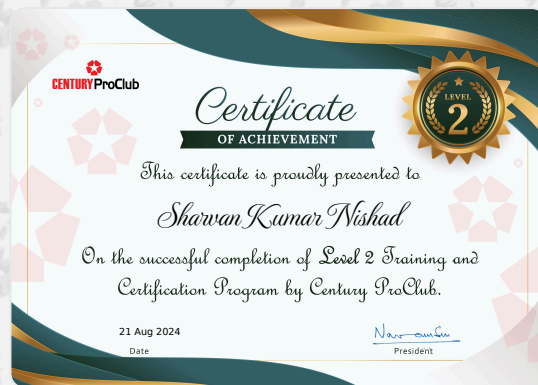 CENTURY ProClub
Certificate
OF ACHIEVEMENT
LEVEL
2
This certificate is proudly presented to
Sharvan Kumar Nishad
On the successful completion of Level 2 Training and
Certification Program by Century ProClub.
21 Aug 2024
Date
President